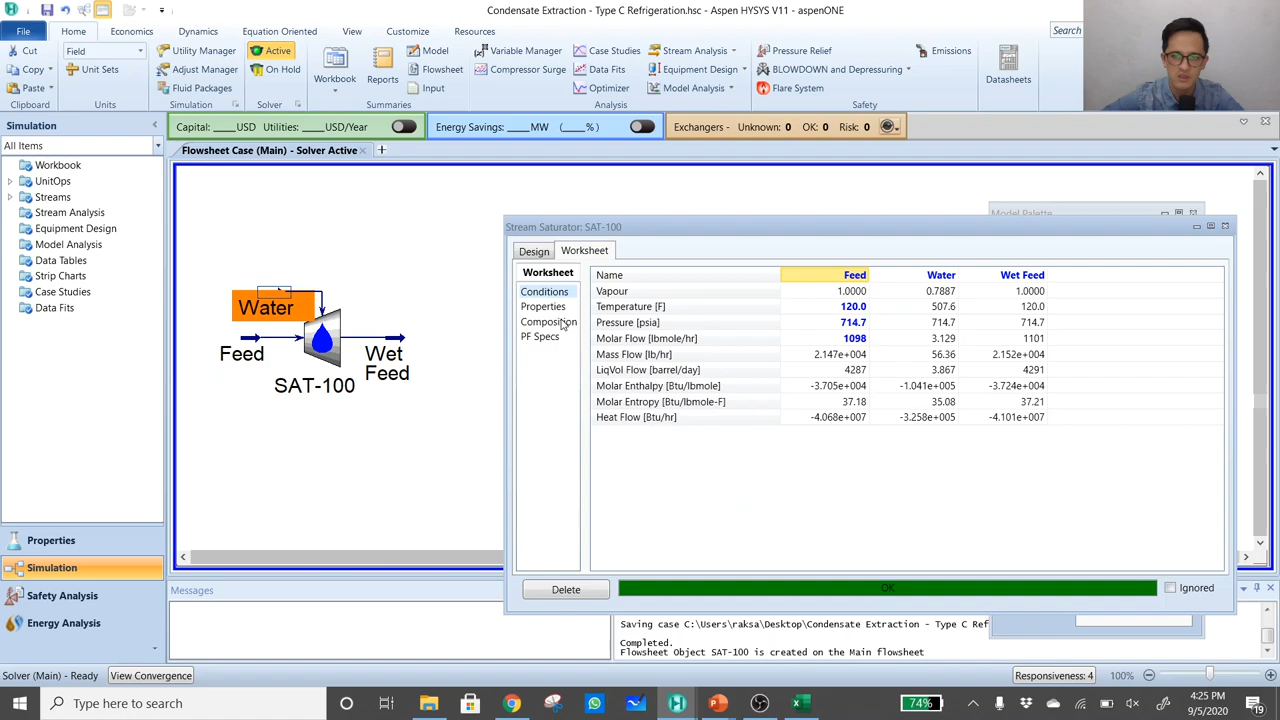 Condensate Extraction - Type C Refrigeration.hsc - Aspen HYSYS V11 - aspenONE
File Home Economics Dynamics Equation Oriented View Customize Resources Search
Cut Field Utility Manager Active Model Variable Manager Case Studies Stream Analysis Pressure Relief Emissions
Copy Unit Sets Adjust Manager On Hold Workbook Reports Flowsheet Compressor Surge Data Fits Equipment Design BLOWDOWN and Depressuring Datasheets
Paste Fluid Packages Input Optimizer Model Analysis Flare System
Clipboard Units Simulation Solver Summaries Analysis Safety
Simulation
Capital: ____USD Utilities: ____USD/Year Energy Savings: ____MW (____%) Exchangers - Unknown: 0 OK: 0 Risk: 0
All Items
Flowsheet Case (Main) - Solver Active
Workbook
UnitOps
Streams
Stream Analysis
Equipment Design
Model Analysis
Data Tables
Strip Charts
Case Studies
Data Fits
Water
Feed
Wet
Feed
SAT-100
Model Palette
Stream Saturator: SAT-100
Design Worksheet
Worksheet
Conditions
Properties
Composition
PF Specs
Name Feed Water Wet Feed
Vapour 1.0000 0.7887 1.0000
Temperature [F] 120.0 507.6 120.0
Pressure [psia] 714.7 714.7 714.7
Molar Flow [lbmole/hr] 1098 3.129 1101
Mass Flow [lb/hr] 2.147e+004 56.36 2.152e+004
LiqVol Flow [barrel/day] 4287 3.867 4291
Molar Enthalpy [Btu/lbmole] -3.705e+004 -1.041e+005 -3.724e+004
Molar Entropy [Btu/lbmole-F] 37.18 35.08 37.21
Heat Flow [Btu/hr] -4.068e+007 -3.258e+005 -4.101e+007
Delete OK Ignored
Properties
Simulation
Safety Analysis
Energy Analysis
Messages
Saving case C:\Users\raksa\Desktop\Condensate Extraction - Type C Ref
Completed.
Flowsheet Object SAT-100 is created on the Main flowsheet
Solver (Main) - Ready View Convergence Responsiveness: 4 100%
Type here to search 74% 4:25 PM
9/5/2020
19